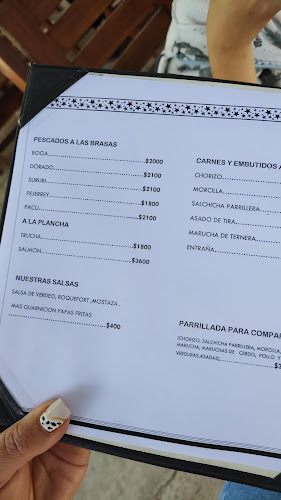 PESCADOS A LAS BRASAS
BOGA...............................$2000
DORADO...............................$2100
SURUBI...............................$2100
PEJERREY...............................$1800
PACU...............................$2100
A LA PLANCHA
TRUCHA...............................$1800
SALMON...............................$3600
NUESTRAS SALSAS
SALSA DE VERDEO, ROQUEFORT ,MOSTAZA .
MAS GUARNICION PAPAS FRITAS
...............................$400
CARNES Y EMBUTIDOS A
CHORIZO...............................
MORCILLA...............................
SALCHICHA PARRILLERA...............
ASADO DE TIRA...............................
MARUCHA DE TERNERA...............
ENTRAÑA...............................
PARRILLADA PARA COMPA
(CHORIZO, SALCHICHA PARRILLERA, MORCILLA,
MARUCHA, MARUCHAS DE CERDO, POLLO Y
VERDURASASADAS)...............................$3